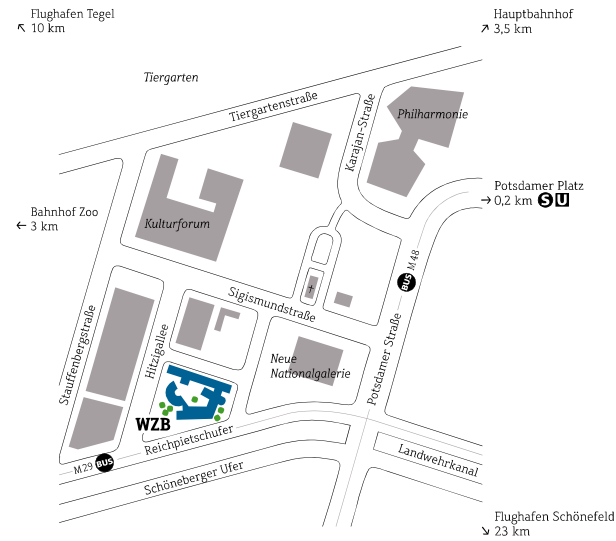 Flughafen Tegel
↖ 10 km
Hauptbahnhof
↗ 3,5 km
Tiergarten
Tiergartenstraße
Karajan-Straße
Philharmonie
Potsdamer Platz
→ 0,2 km S U
Bahnhof Zoo
← 3 km
Kulturforum
BUS M48
Sigismundstraße
Stauffenbergstraße
Hitzigallee
Potsdamer Straße
Neue
Nationalgalerie
WZB
Reichpietschufer
M29 BUS
Landwehrkanal
Schöneberger Ufer
Flughafen Schönefeld
↘ 23 km